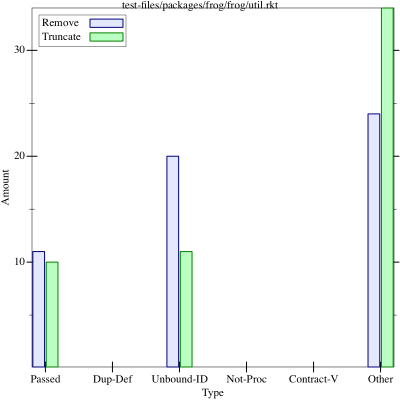 test-files/packages/frog/frog/util.rkt
Remove
Truncate
30
20
10
Amount
Passed Dup-Def Unbound-ID Not-Proc Contract-V Other
Type